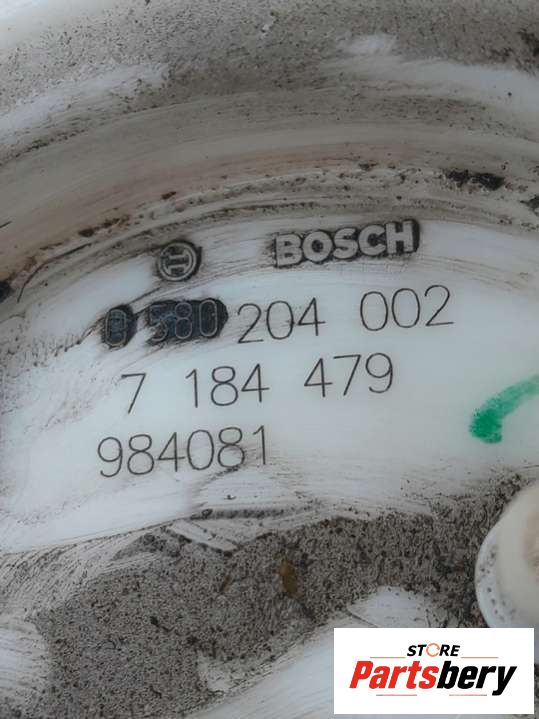 BOSCH
0 580 204 002
7 184 479
984081
STORE
Partsbery